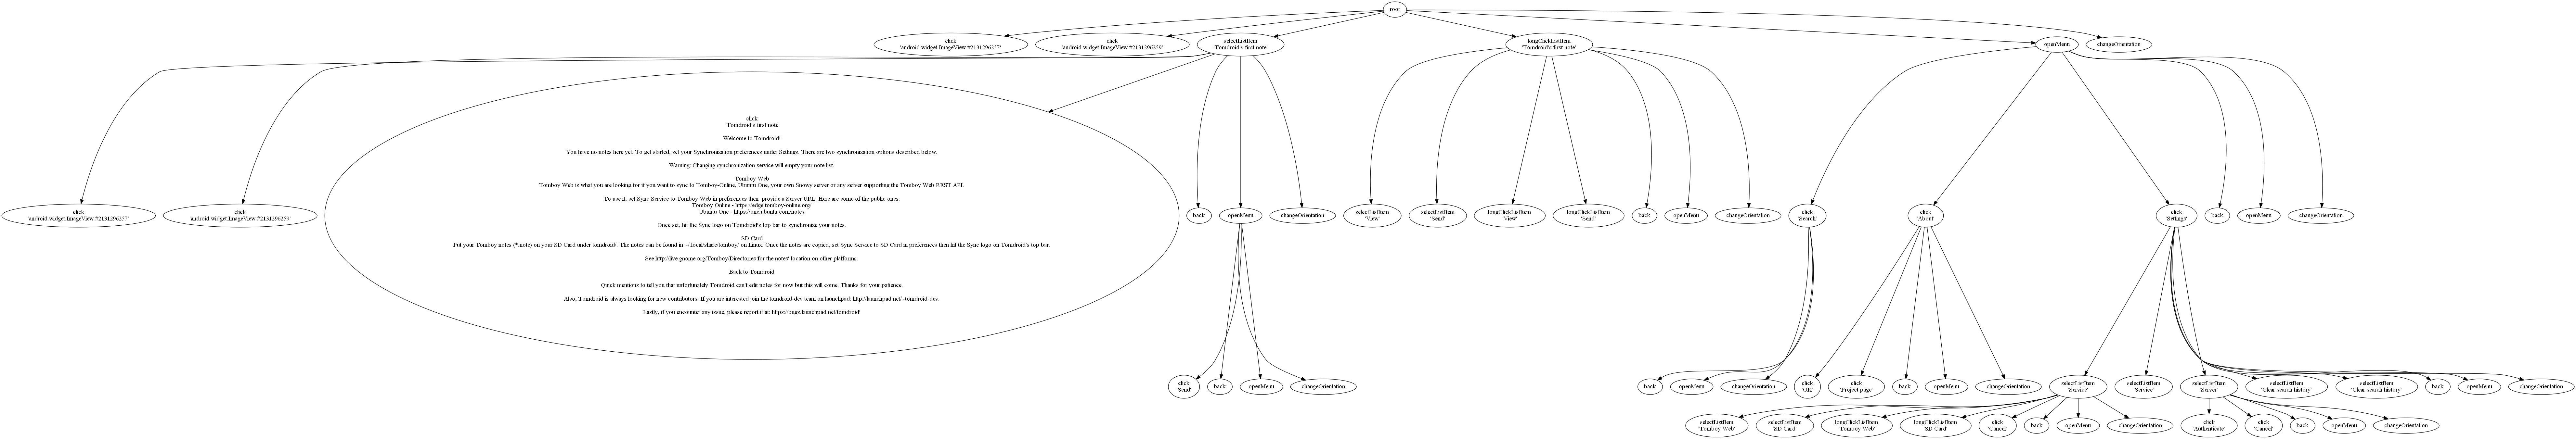 root
click
'android.widget.ImageView #2131296257'
click
'android.widget.ImageView #2131296259'
selectListItem
'Tomdroid's first note'
longClickListItem
'Tomdroid's first note'
openMenu
changeOrientation
click
'android.widget.ImageView #2131296257'
click
'android.widget.ImageView #2131296259'
click
'Tomdroid's first note
Welcome to Tomdroid!
You have no notes here yet. To get started, set your Synchronization preferences under Settings. There are two synchronization options described below.
Warning: Changing synchronization service will empty your note list.
Tomboy Web
Tomboy Web is what you are looking for if you want to sync to Tomboy-Online, Ubuntu One, your own Snowy server or any server supporting the Tomboy Web REST API.
To use it, set Sync Service to Tomboy Web in preferences then provide a Server URL. Here are some of the public ones:
Tomboy Online - https://edge.tomboy-online.org/
Ubuntu One - https://one.ubuntu.com/notes
Once set, hit the Sync logo on Tomdroid's top bar to synchronize your notes.
SD Card
Put your Tomboy notes (*.note) on your SD Card under tomdroid/. The notes can be found in ~/.local/share/tomboy/ on Linux. Once the notes are copied, set Sync Service to SD Card in preferences then hit the Sync logo on Tomdroid's top bar.
See http://live.gnome.org/Tomboy/Directories for the notes' location on other platforms.
Back to Tomdroid
Quick mentions to tell you that unfortunately Tomdroid can't edit notes for now but this will come. Thanks for your patience.
Also, Tomdroid is always looking for new contributors. If you are interested join the tomdroid-dev team on launchpad: http://launchpad.net/~tomdroid-dev.
Lastly, if you encounter any issue, please report it at: https://bugs.launchpad.net/tomdroid'
back
openMenu
changeOrientation
selectListItem
'View'
selectListItem
'Send'
longClickListItem
'View'
longClickListItem
'Send'
back
openMenu
changeOrientation
click
'Search'
click
'About'
click
'Settings'
back
openMenu
changeOrientation
click
'Send'
back
openMenu
changeOrientation
back
openMenu
changeOrientation
click
'OK'
click
'Project page'
back
openMenu
changeOrientation
selectListItem
'Service'
selectListItem
'Service'
selectListItem
'Server'
selectListItem
'Clear search history'
selectListItem
'Clear search history'
back
openMenu
changeOrientation
selectListItem
'Tomboy Web'
selectListItem
'SD Card'
longClickListItem
'Tomboy Web'
longClickListItem
'SD Card'
click
'Cancel'
back
openMenu
changeOrientation
click
'Authenticate'
click
'Cancel'
back
openMenu
changeOrientation